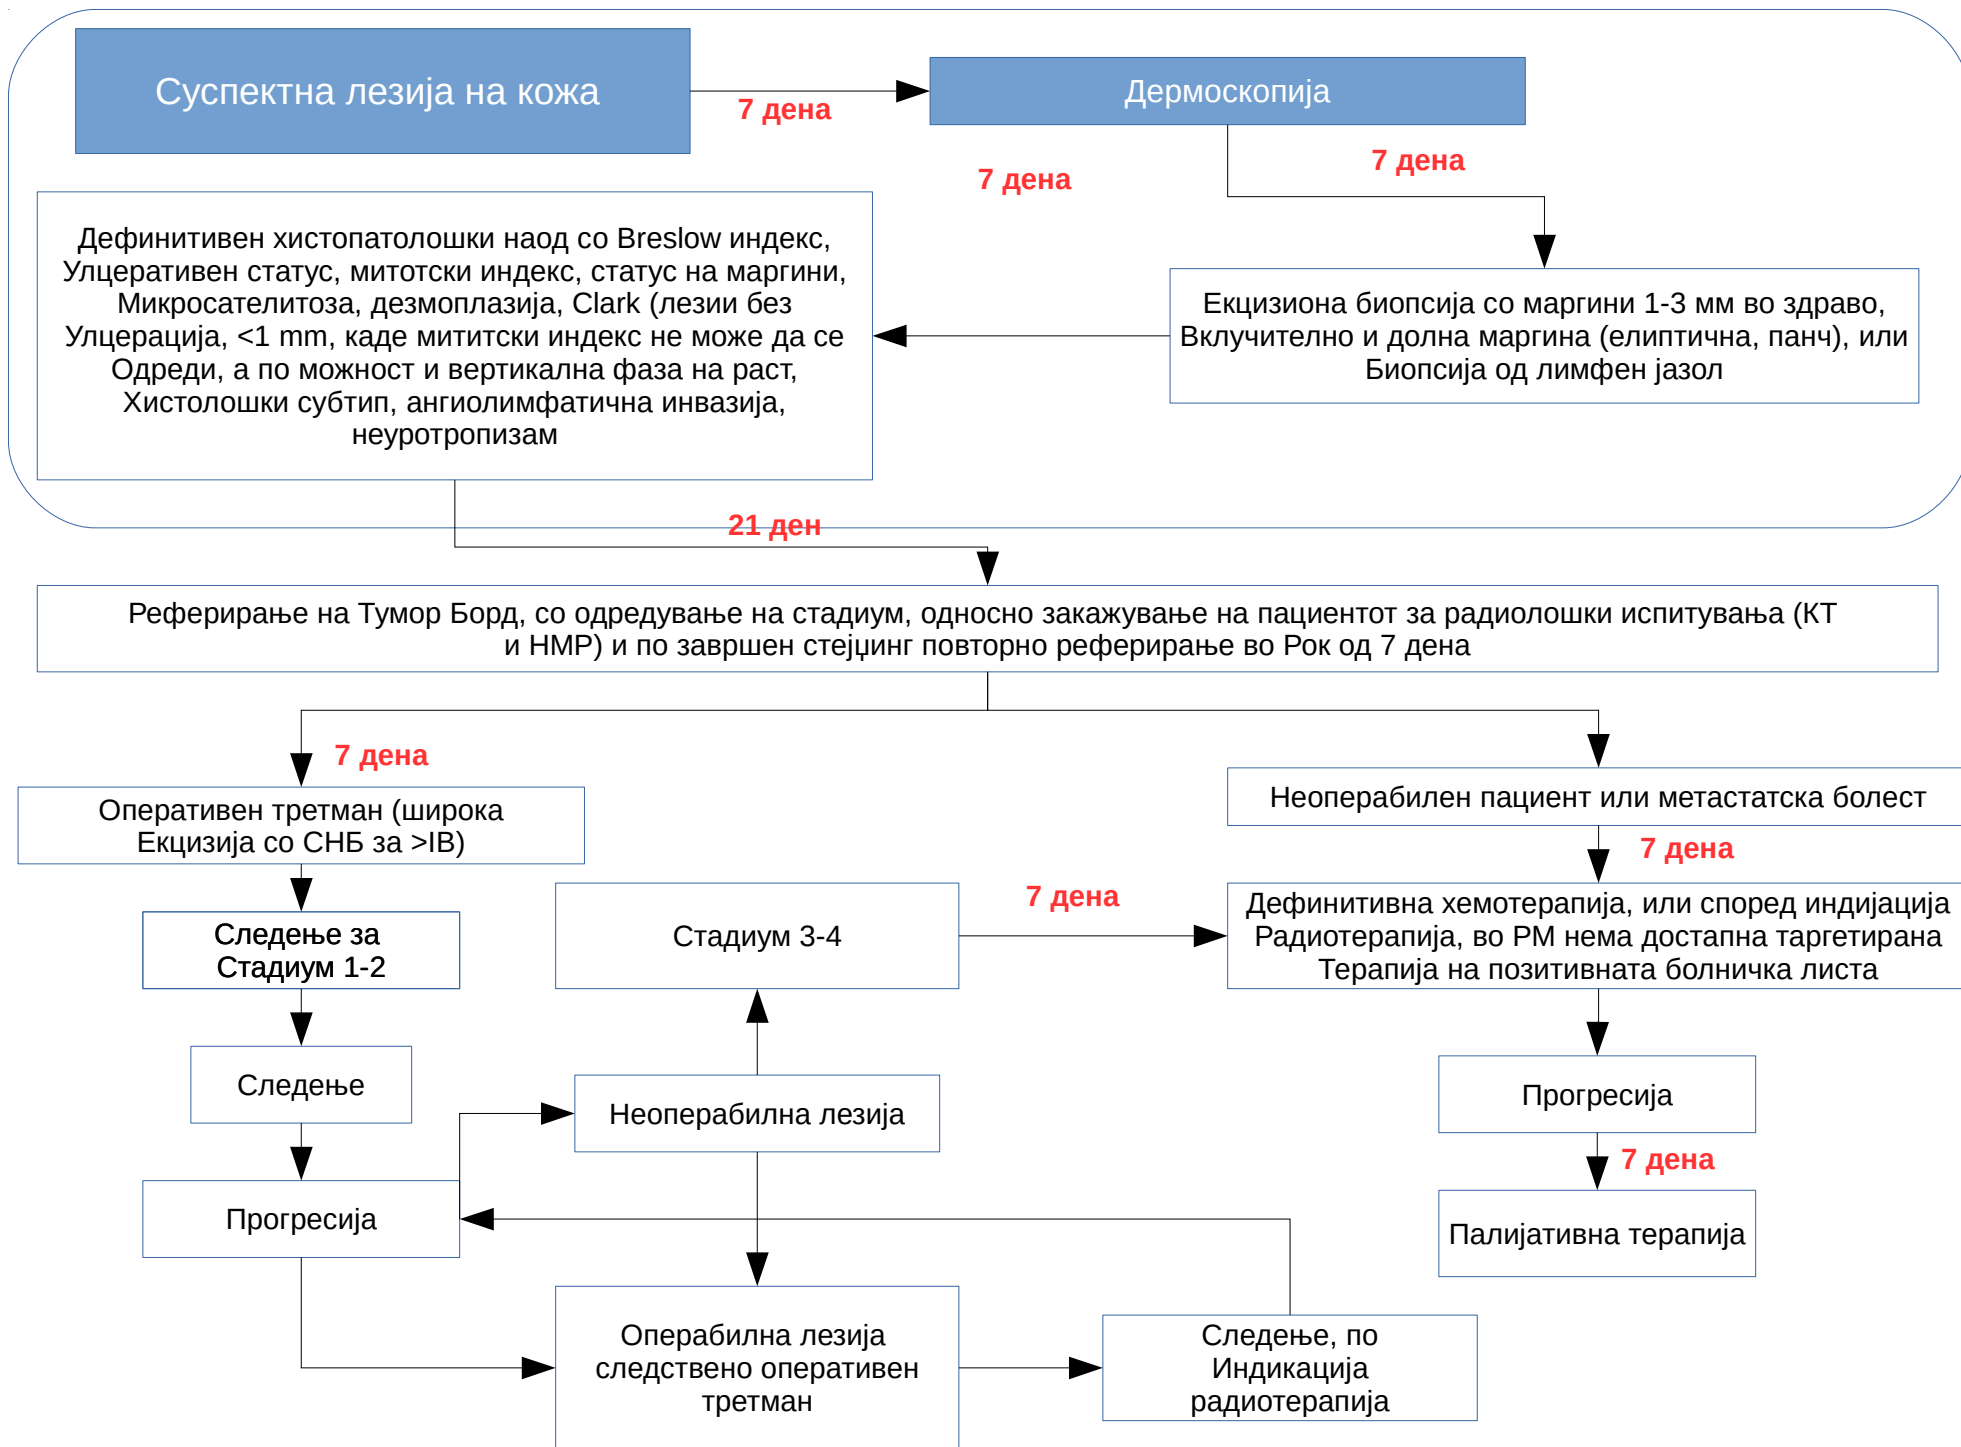 Суспектна лезија на кожа
7 дена
Дермоскопија
7 дена
7 дена
Дефинитивен хистопатолошки наод со Breslow индекс,
Улцеративен статус, митотски индекс, статус на маргини,
Микросателитоза, дезмоплазија, Clark (лезии без
Улцерација, <1 mm, каде мититски индекс не може да се
Одреди, а по можност и вертикална фаза на раст,
Хистолошки субтип, ангиолимфатична инвазија,
неуротропизам
Екцизиона биопсија со маргини 1-3 мм во здраво,
Вклучително и долна маргина (елиптична, панч), или
Биопсија од лимфен јазол
21 ден
Реферирање на Тумор Борд, со одредување на стадиум, односно закажување на пациентот за радиолошки испитувања (КТ
и НМР) и по завршен стејџинг повторно реферирање во Рок од 7 дена
7 дена
Оперативен третман (широка
Екцизија со СНБ за >IB)
Неоперабилен пациент или метастатска болест
7 дена
Следење за
Стадиум 1-2
Стадиум 3-4
7 дена
Дефинитивна хемотерапија, или според индијација
Радиотерапија, во РМ нема достапна таргетирана
Терапија на позитивната болничка листа
Следење
Неоперабилна лезија
Прогресија
7 дена
Прогресија
Палијативна терапија
Операбилна лезија
следствено оперативен
третман
Следење, по
Индикација
радиотерапија